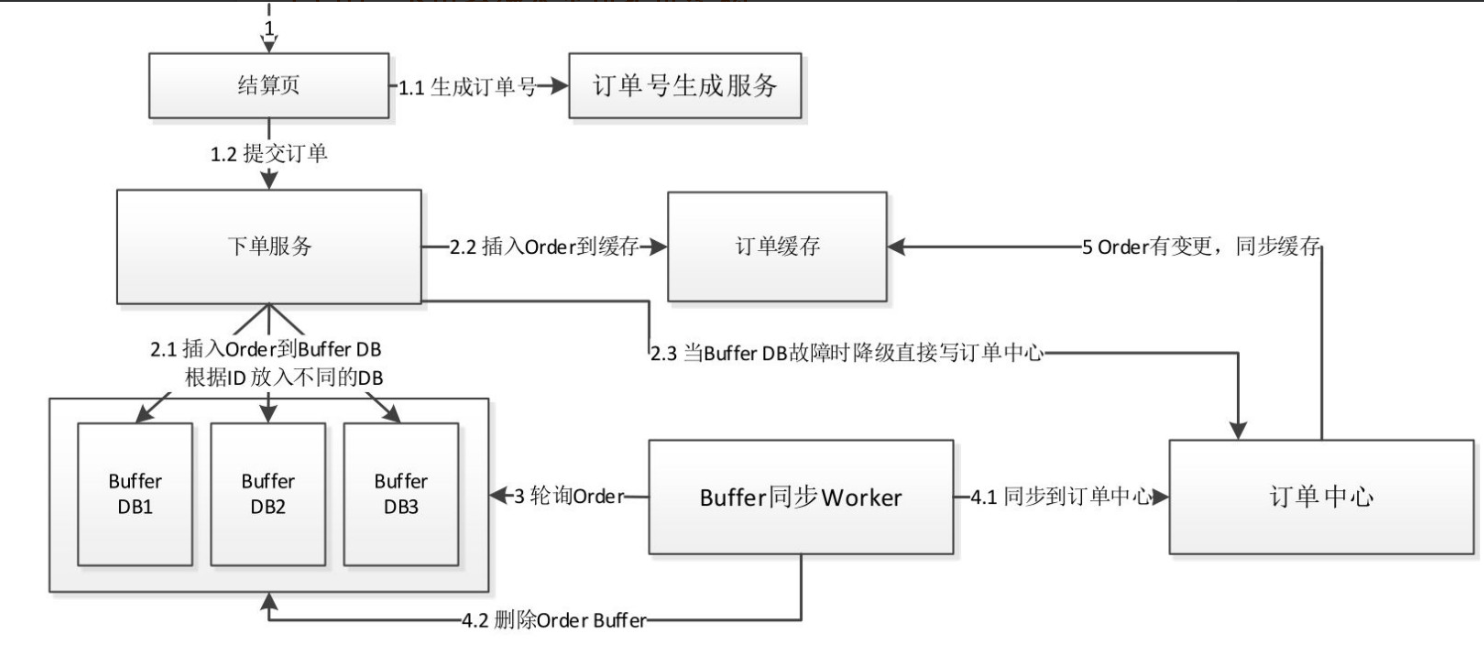 1
结算页
1.1 生成订单号
订单号生成服务
1.2 提交订单
下单服务
2.2 插入Order到缓存
订单缓存
5 Order有变更，同步缓存
2.1 插入Order到Buffer DB
根据ID 放入不同的DB
2.3 当Buffer DB故障时降级直接写订单中心
Buffer
DB1
Buffer
DB2
Buffer
DB3
3 轮询Order
Buffer同步Worker
4.1 同步到订单中心
订单中心
4.2 删除Order Buffer